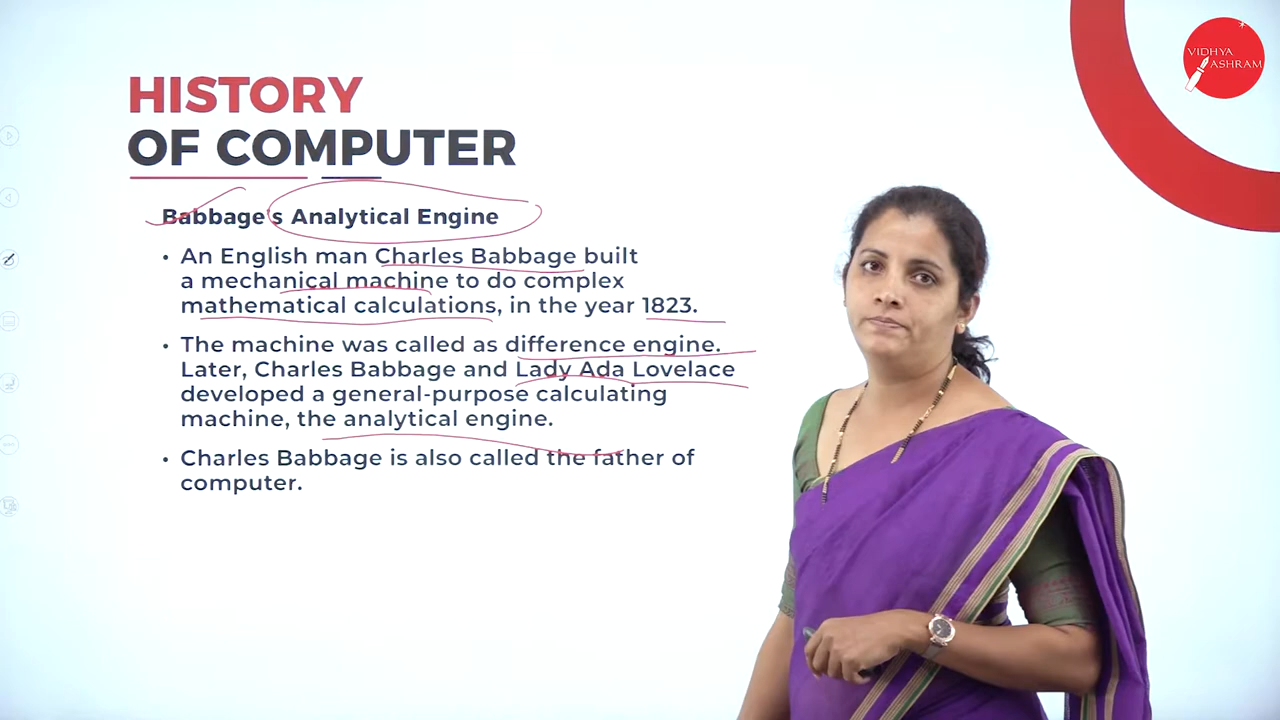 VIDHYA
ASHRAM
HISTORY
OF COMPUTER
Babbage's Analytical Engine
• An English man Charles Babbage built
a mechanical machine to do complex
mathematical calculations, in the year 1823.
• The machine was called as difference engine.
Later, Charles Babbage and Lady Ada Lovelace
developed a general-purpose calculating
machine, the analytical engine.
• Charles Babbage is also called the father of
computer.